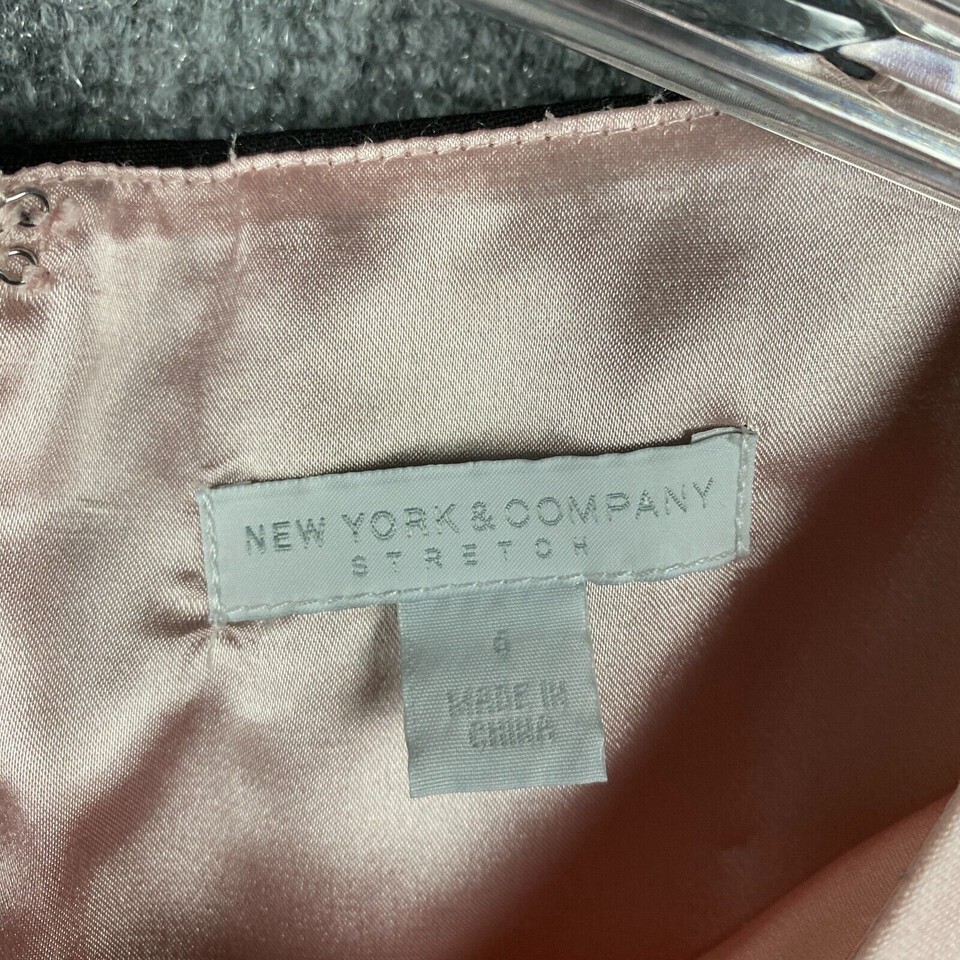 NEW YORK & COMPANY
STRETCH
6
MADE IN
CHINA